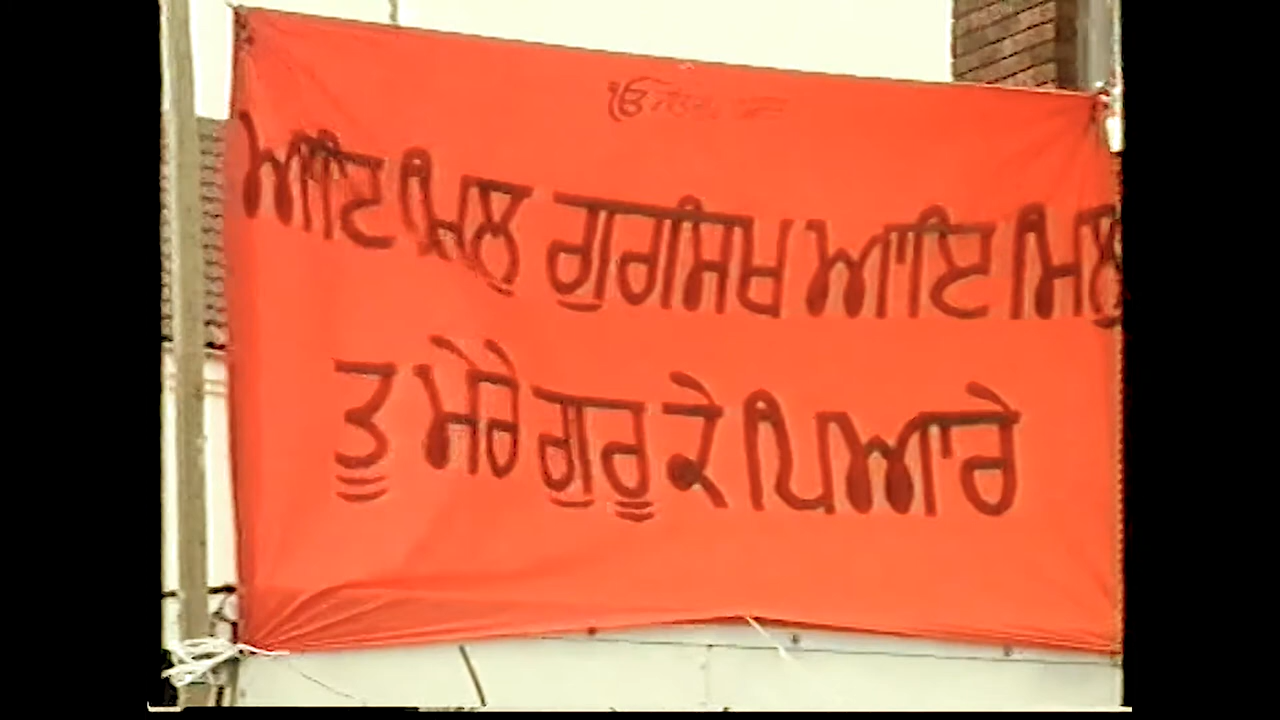 ੴ
ਆਇ ਮਿਲੁ ਗੁਰਸਿਖ ਆਇ ਮਿਲੁ
ਤੂ ਮੇਰੇ ਗੁਰੂ ਕੇ ਪਿਆਰੇ